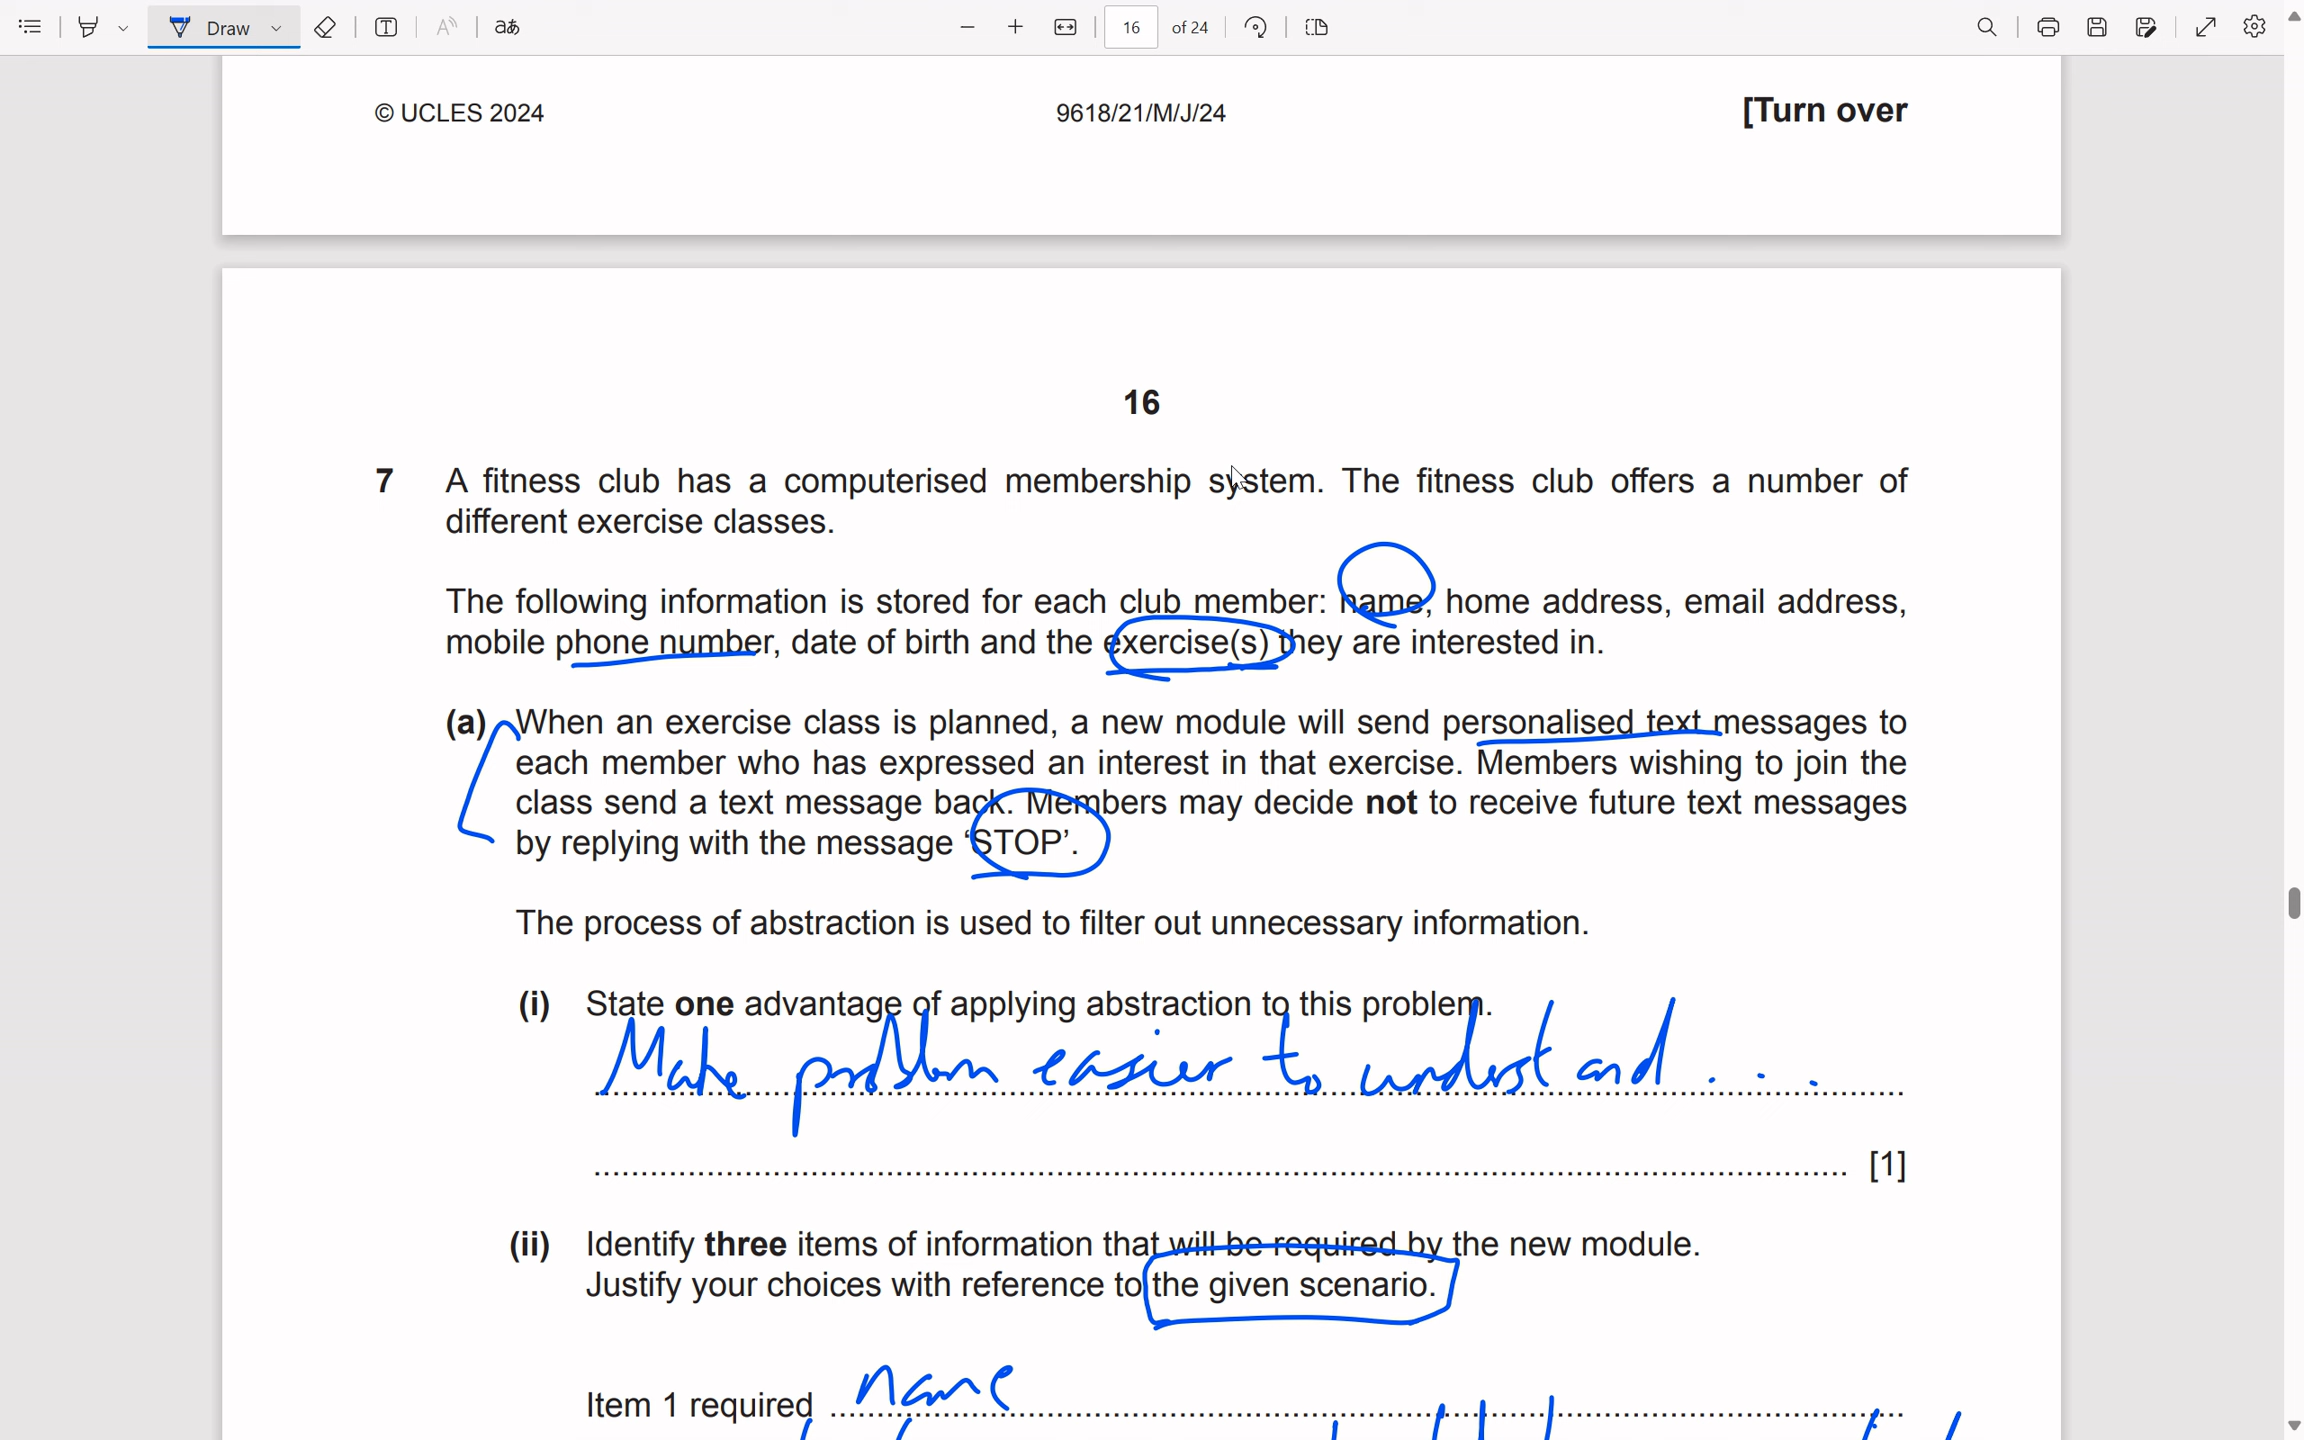 Draw
aあ
16 of 24
© UCLES 2024 9618/21/M/J/24 [Turn over
16
7 A fitness club has a computerised membership system. The fitness club offers a number of
different exercise classes.
The following information is stored for each club member: name, home address, email address,
mobile phone number, date of birth and the exercise(s) they are interested in.
(a) When an exercise class is planned, a new module will send personalised text messages to
each member who has expressed an interest in that exercise. Members wishing to join the
class send a text message back. Members may decide not to receive future text messages
by replying with the message ‘STOP’.
The process of abstraction is used to filter out unnecessary information.
(i) State one advantage of applying abstraction to this problem.
Make problem easier to understand ...
[1]
(ii) Identify three items of information that will be required by the new module.
Justify your choices with reference to the given scenario.
Item 1 required name